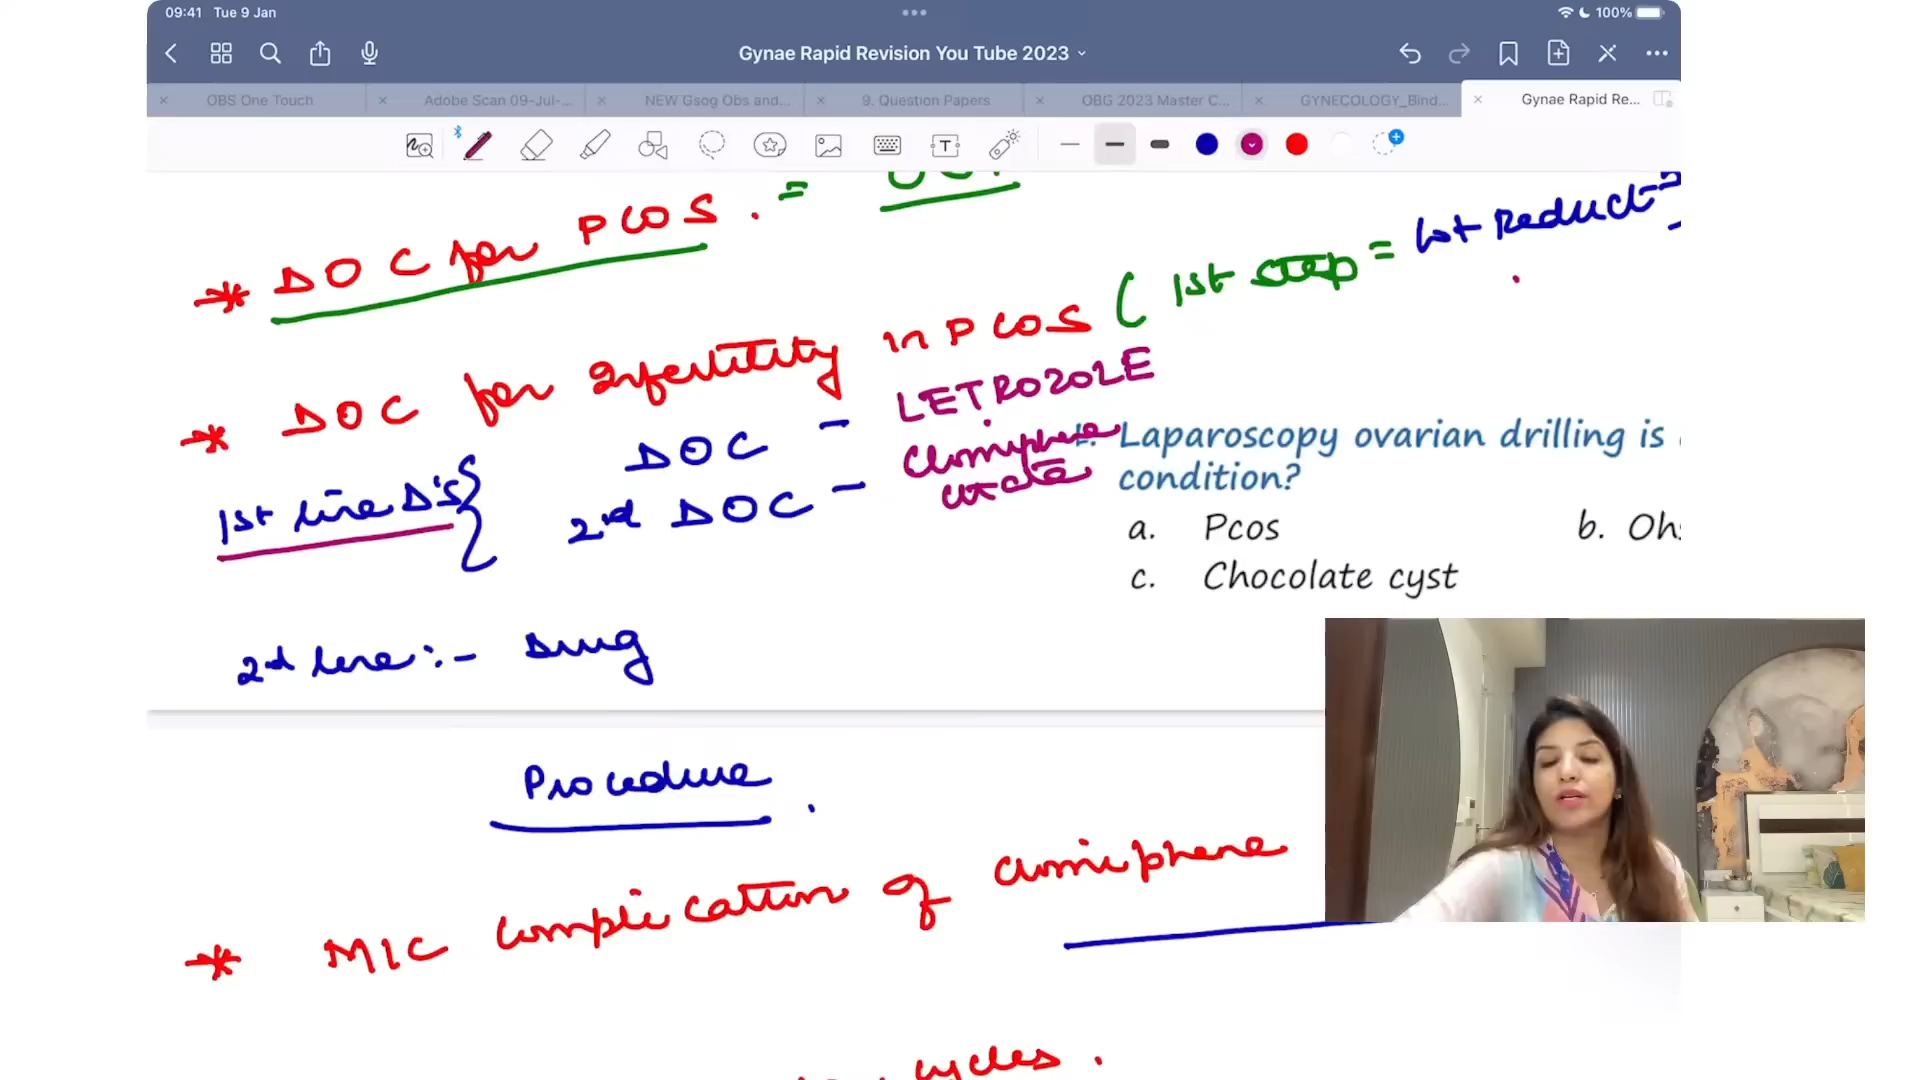 09:41 Tue 9 Jan
100%
Gynae Rapid Revision You Tube 2023
OBS One Touch
Adobe Scan 09-Jul-...
NEW Gsog Obs and...
9. Question Papers
OBG 2023 Master C...
GYNECOLOGY_Bind...
Gynae Rapid Re...
* DOC for PCOS. =
(1st step = wt Reduct
* DOC for Infertility in PCOS
1st line D's { DOC - LETROZOLE
2nd DOC - Clomiphene
citrate
Laparoscopy ovarian drilling is
condition?
a. Pcos
b. Oh
c. Chocolate cyst
2nd line :- Drug
Procedure
* M/C complication of clomiphene
cycles.